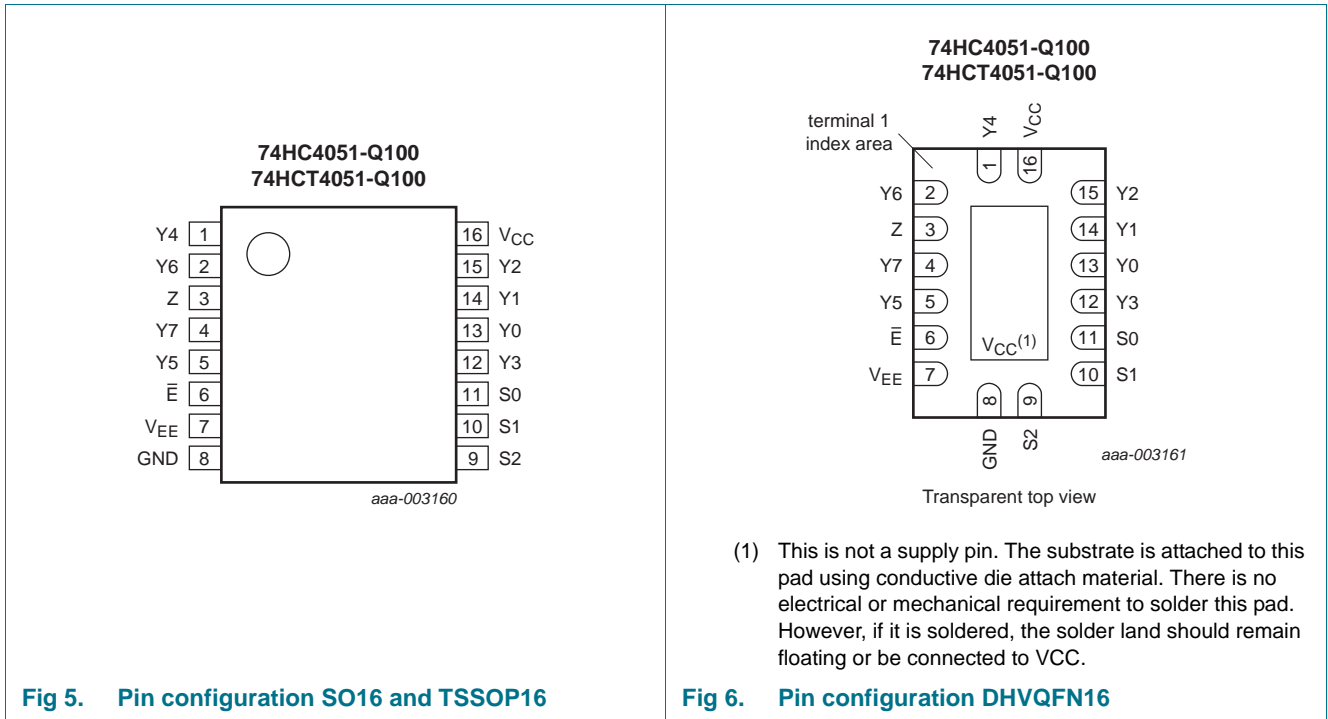 74HC4051-Q100
74HCT4051-Q100
Y4 1 16 VCC
Y6 2 15 Y2
Z 3 14 Y1
Y7 4 13 Y0
Y5 5 12 Y3
E̅ 6 11 S0
VEE 7 10 S1
GND 8 9 S2
aaa-003160
Fig 5. Pin configuration SO16 and TSSOP16
74HC4051-Q100
74HCT4051-Q100
terminal 1
index area
Y4 VCC
1 16
Y6 2 15 Y2
Z 3 14 Y1
Y7 4 13 Y0
Y5 5 12 Y3
E̅ 6 VCC(1) 11 S0
VEE 7 10 S1
8 9
GND S2
aaa-003161
Transparent top view
(1) This is not a supply pin. The substrate is attached to this
pad using conductive die attach material. There is no
electrical or mechanical requirement to solder this pad.
However, if it is soldered, the solder land should remain
floating or be connected to VCC.
Fig 6. Pin configuration DHVQFN16